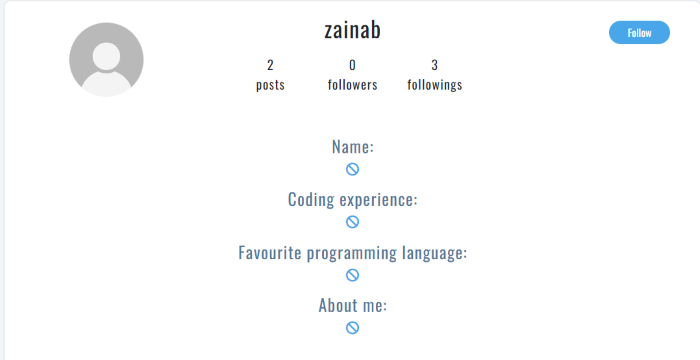 zainab
Follow
2 0 3
posts followers followings
Name:
Coding experience:
Favourite programming language:
About me: